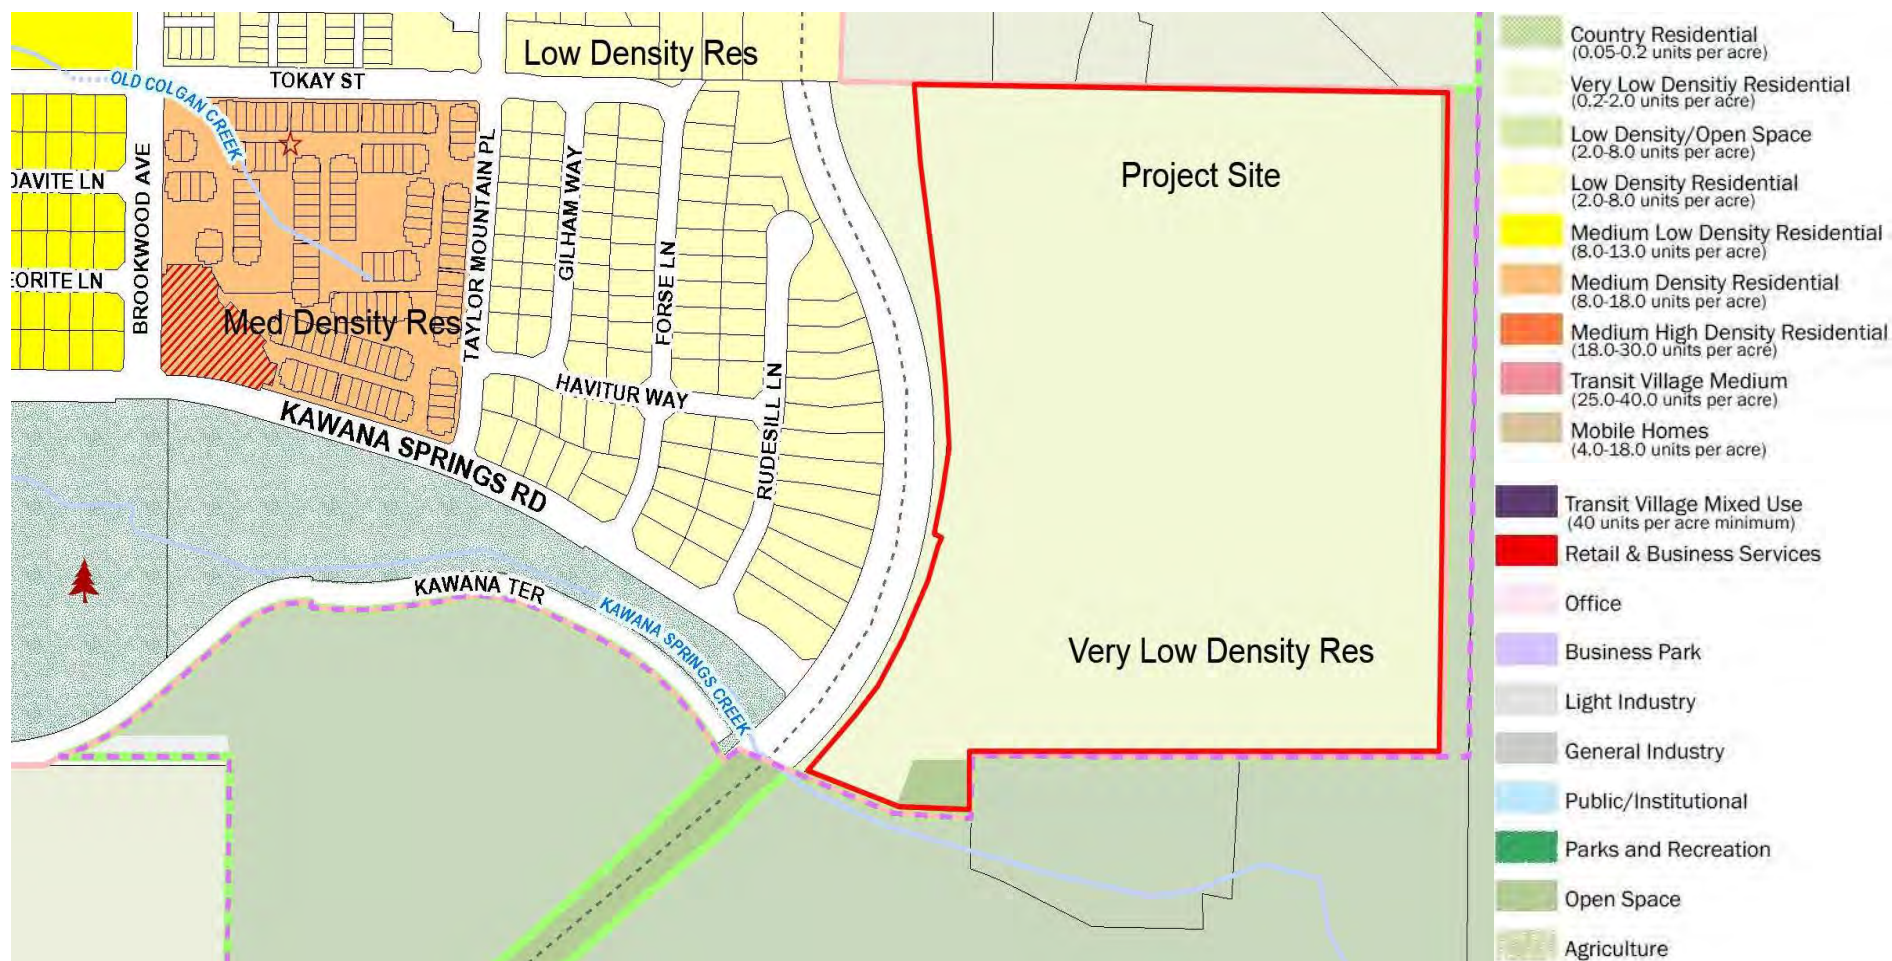 Low Density Res
TOKAY ST
OLD COLGAN CREEK
BROOKWOOD AVE
DAVITE LN
EORITE LN
Med Density Res
TAYLOR MOUNTAIN PL
GILHAM WAY
FORSE LN
HAVITUR WAY
RUDESILL LN
KAWANA SPRINGS RD
KAWANA TER
KAWANA SPRINGS CREEK
Project Site
Very Low Density Res
Country Residential
(0.05-0.2 units per acre)
Very Low Densitiy Residential
(0.2-2.0 units per acre)
Low Density/Open Space
(2.0-8.0 units per acre)
Low Density Residential
(2.0-8.0 units per acre)
Medium Low Density Residential
(8.0-13.0 units per acre)
Medium Density Residential
(8.0-18.0 units per acre)
Medium High Density Residential
(18.0-30.0 units per acre)
Transit Village Medium
(25.0-40.0 units per acre)
Mobile Homes
(4.0-18.0 units per acre)
Transit Village Mixed Use
(40 units per acre minimum)
Retail & Business Services
Office
Business Park
Light Industry
General Industry
Public/Institutional
Parks and Recreation
Open Space
Agriculture